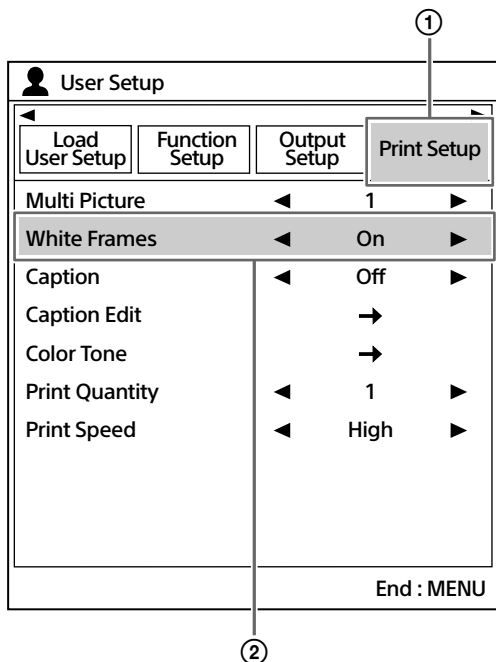 ①
User Setup
◀ ▶
Load User Setup
Function Setup
Output Setup
Print Setup
Multi Picture ◀ 1 ▶
White Frames ◀ On ▶
Caption ◀ Off ▶
Caption Edit →
Color Tone →
Print Quantity ◀ 1 ▶
Print Speed ◀ High ▶
End : MENU
②